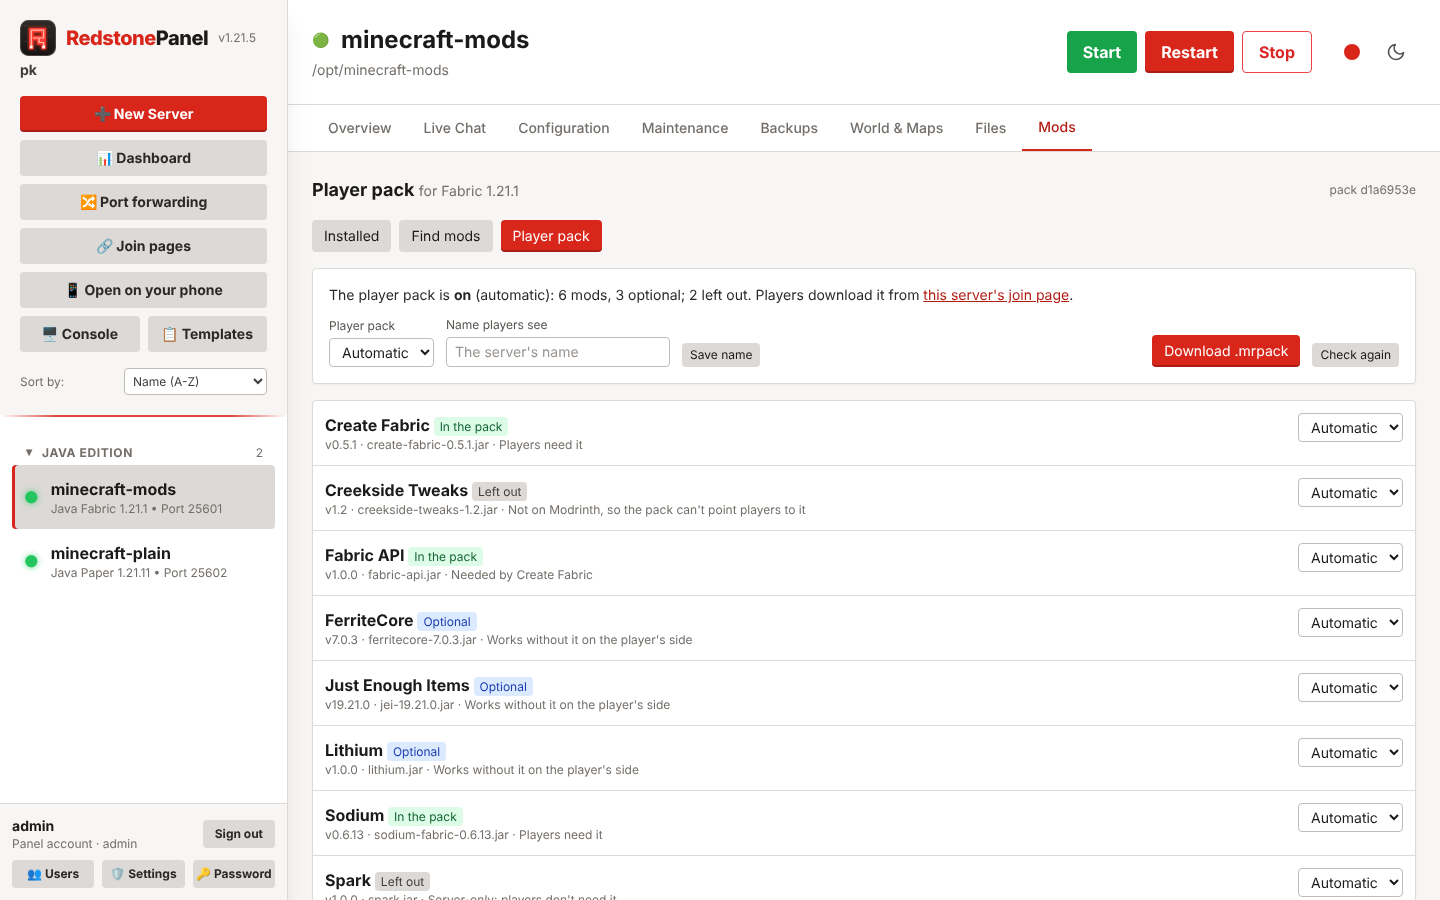 RedstonePanel v1.21.5
pk
New Server
Dashboard
Port forwarding
Join pages
Open on your phone
Console
Templates
Sort by:
Name (A-Z)
▼ JAVA EDITION 2
minecraft-mods
Java Fabric 1.21.1 • Port 25601
minecraft-plain
Java Paper 1.21.11 • Port 25602
admin
Panel account · admin
Sign out
Users
Settings
Password
minecraft-mods
/opt/minecraft-mods
Start
Restart
Stop
Overview
Live Chat
Configuration
Maintenance
Backups
World & Maps
Files
Mods
Player pack for Fabric 1.21.1
pack d1a6953e
Installed
Find mods
Player pack
The player pack is on (automatic): 6 mods, 3 optional; 2 left out. Players download it from this server's join page.
Player pack
Automatic
Name players see
The server's name
Save name
Download .mrpack
Check again
Create Fabric In the pack
v0.5.1 · create-fabric-0.5.1.jar · Players need it
Automatic
Creekside Tweaks Left out
v1.2 · creekside-tweaks-1.2.jar · Not on Modrinth, so the pack can't point players to it
Automatic
Fabric API In the pack
v1.0.0 · fabric-api.jar · Needed by Create Fabric
Automatic
FerriteCore Optional
v7.0.3 · ferritecore-7.0.3.jar · Works without it on the player's side
Automatic
Just Enough Items Optional
v19.21.0 · jei-19.21.0.jar · Works without it on the player's side
Automatic
Lithium Optional
v1.0.0 · lithium.jar · Works without it on the player's side
Automatic
Sodium In the pack
v0.6.13 · sodium-fabric-0.6.13.jar · Players need it
Automatic
Spark Left out
v1.0.0 · spark.jar · Server-only: players don't need it
Automatic